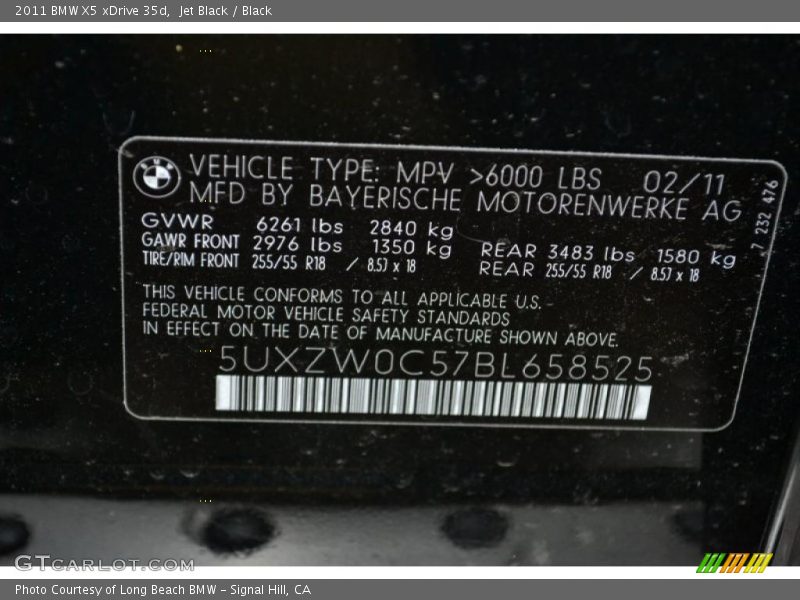 2011 BMW X5 xDrive 35d, Jet Black / Black
VEHICLE TYPE: MPV >6000 LBS 02/11
MFD BY BAYERISCHE MOTORENWERKE AG
7 232 476
GVWR 6261 lbs 2840 kg
GAWR FRONT 2976 lbs 1350 kg REAR 3483 lbs 1580 kg
TIRE/RIM FRONT 255/55 R18 / 8.5J x 18 REAR 255/55 R18 / 8.5J x 18
THIS VEHICLE CONFORMS TO ALL APPLICABLE U.S.
FEDERAL MOTOR VEHICLE SAFETY STANDARDS
IN EFFECT ON THE DATE OF MANUFACTURE SHOWN ABOVE.
5UXZW0C57BL658525
GTCARLOT.COM
Photo Courtesy of Long Beach BMW - Signal Hill, CA